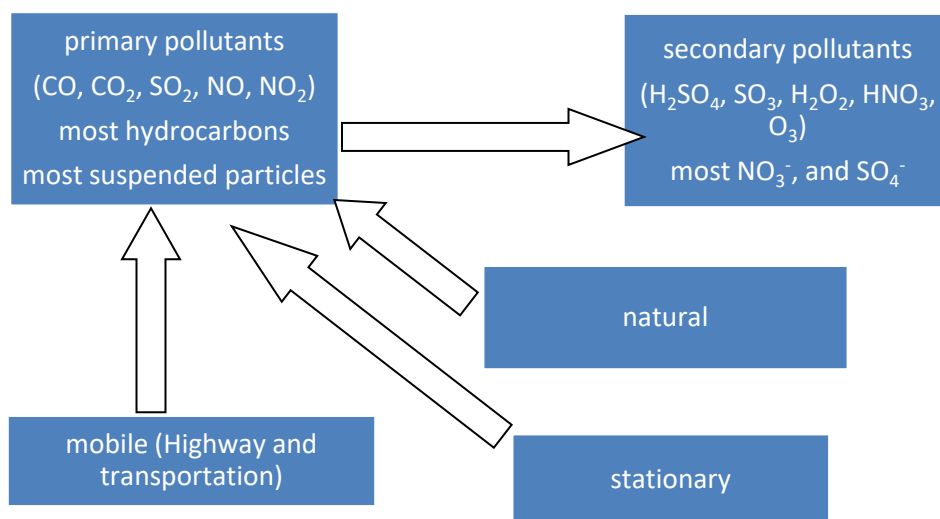 primary pollutants
(CO, CO₂, SO₂, NO, NO₂)
most hydrocarbons
most suspended particles
secondary pollutants
(H₂SO₄, SO₃, H₂O₂, HNO₃,
O₃)
most NO₃⁻, and SO₄⁻
natural
mobile (Highway and
transportation)
stationary